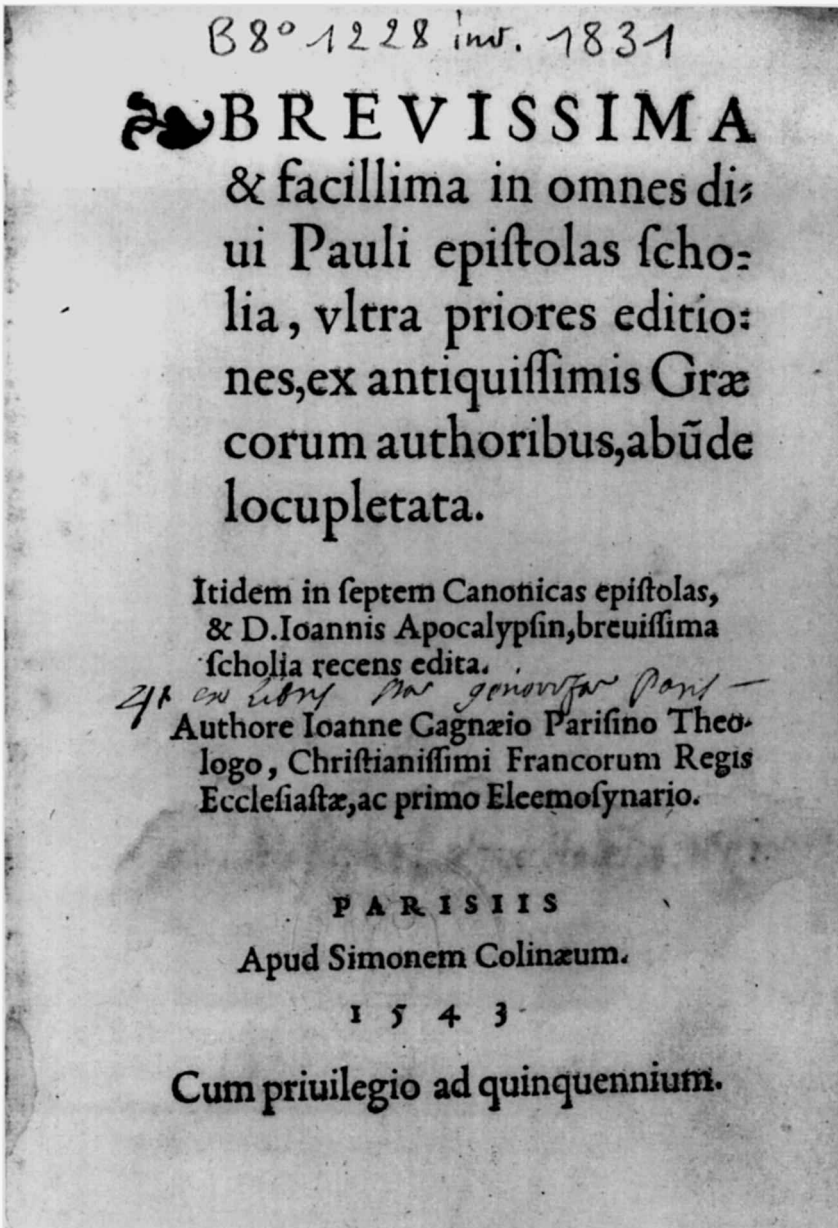 B 8° 1228 inv. 1831
BREVISSIMA
& facillima in omnes di⸗
ui Pauli epiſtolas ſcho⸗
lia, vltra priores editio⸗
nes,ex antiquiſſimis Græ
corum authoribus,abũde
locupletata.
Itidem in ſeptem Canonicas epiſtolas,
& D.Ioannis Apocalypſin,breuiſſima
ſcholia recens edita.
ex libris
Authore Ioanne Gagnæio Pariſino Theo-
logo, Chriſtianiſſimi Francorum Regis
Eccleſiaſtæ,ac primo Eleemoſynario.
PARISIIS
Apud Simonem Colinæum.
1543
Cum priuilegio ad quinquennium.